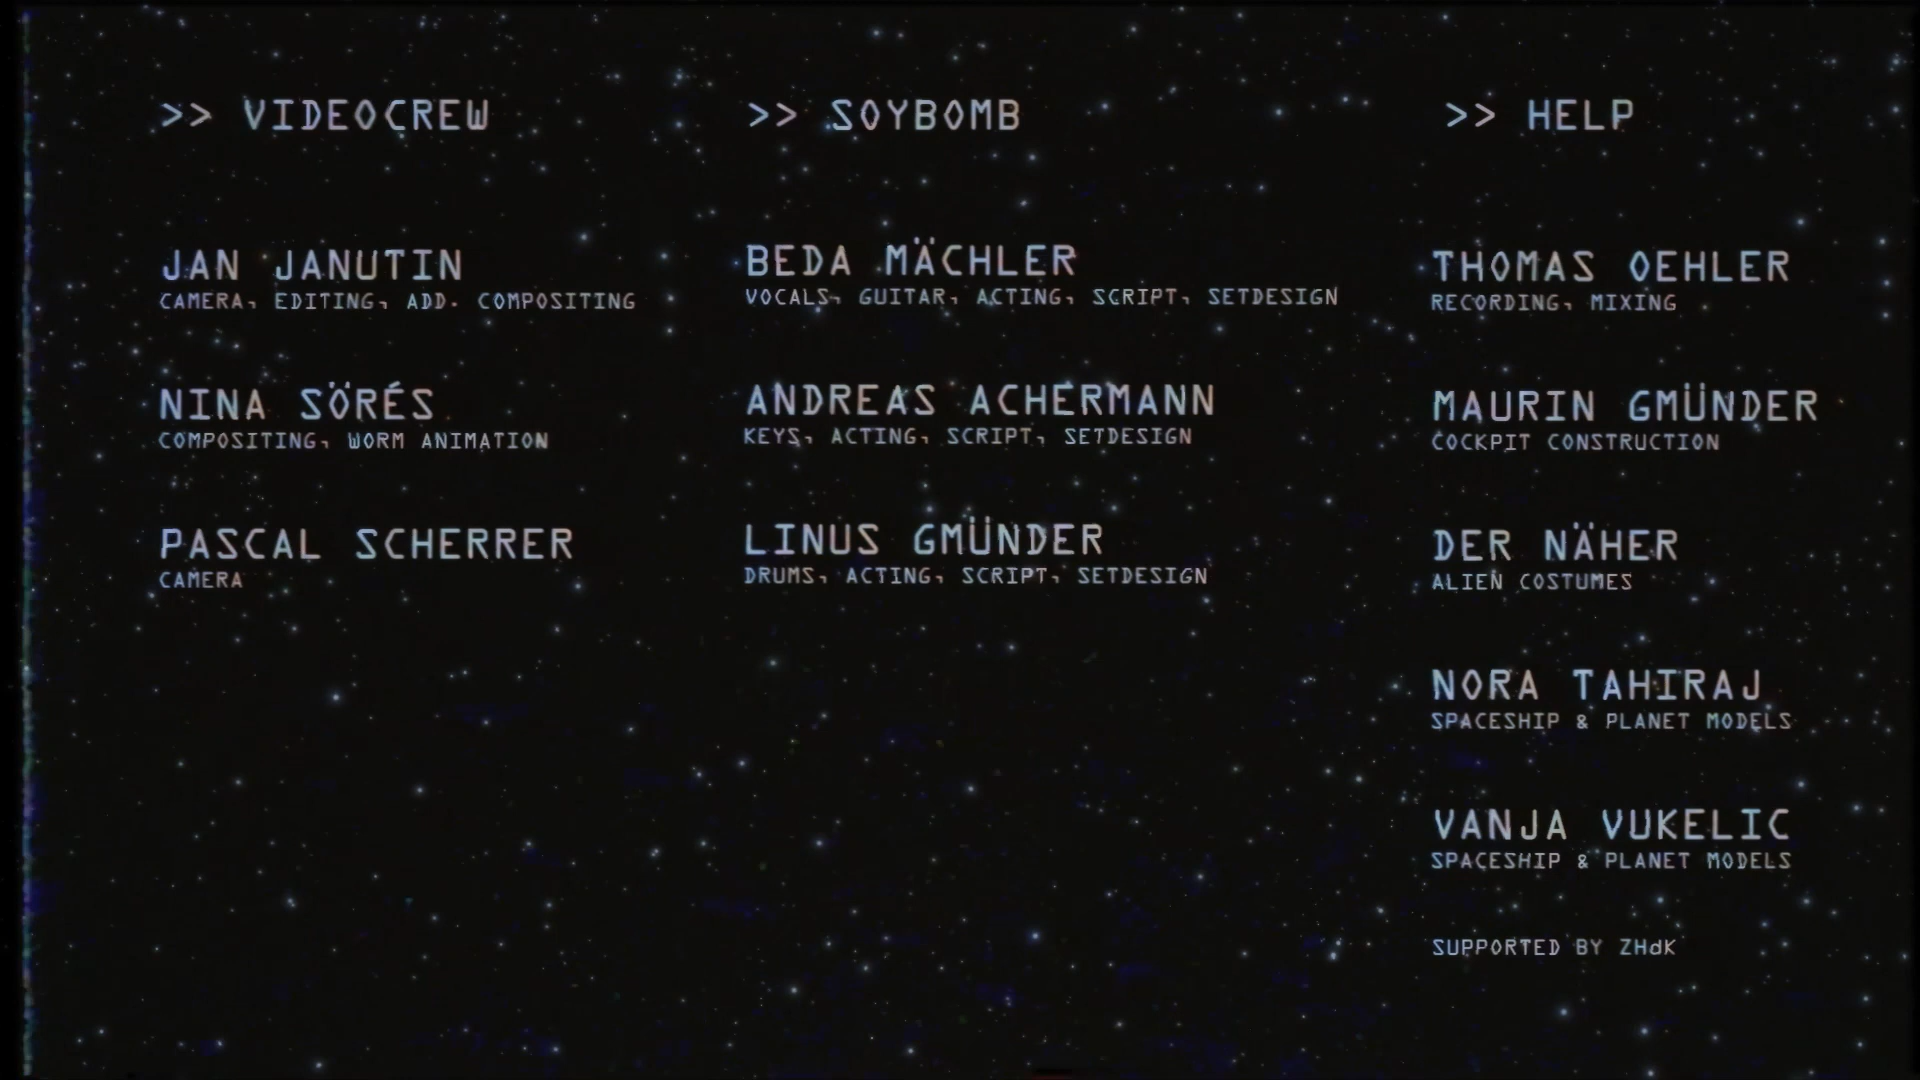 >> VIDEOCREW
JAN JANUTIN
CAMERA, EDITING, ADD. COMPOSITING
NINA SÖRÉS
COMPOSITING, WORM ANIMATION
PASCAL SCHERRER
CAMERA
>> SOYBOMB
BEDA MÄCHLER
VOCALS, GUITAR, ACTING, SCRIPT, SETDESIGN
ANDREAS ACHERMANN
KEYS, ACTING, SCRIPT, SETDESIGN
LINUS GMÜNDER
DRUMS, ACTING, SCRIPT, SETDESIGN
>> HELP
THOMAS OEHLER
RECORDING, MIXING
MAURIN GMÜNDER
COCKPIT CONSTRUCTION
DER NÄHER
ALIEN COSTUMES
NORA TAHIRAJ
SPACESHIP & PLANET MODELS
VANJA VUKELIC
SPACESHIP & PLANET MODELS
SUPPORTED BY ZHdK